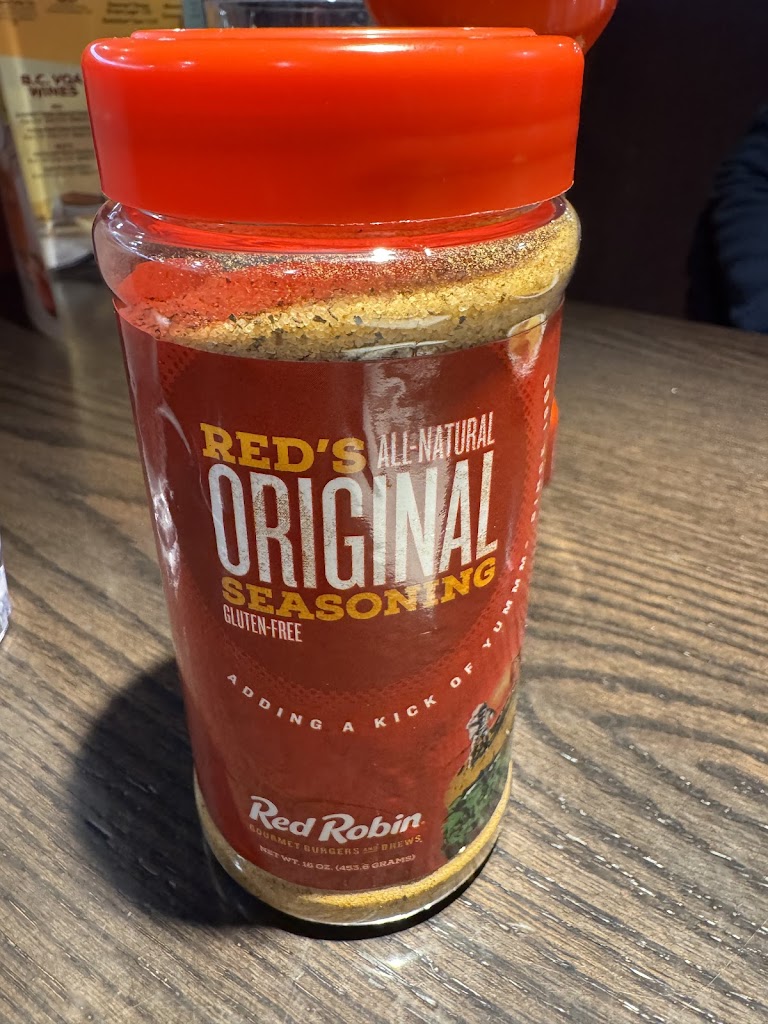 B.C. VQA
WINES
RED'S
ALL-NATURAL
ORIGINAL
SEASONING
GLUTEN-FREE
ADDING A KICK OF YUMMM
Red Robin
GOURMET BURGERS AND BREWS
NET WT. 16 OZ. (453.6 GRAMS)